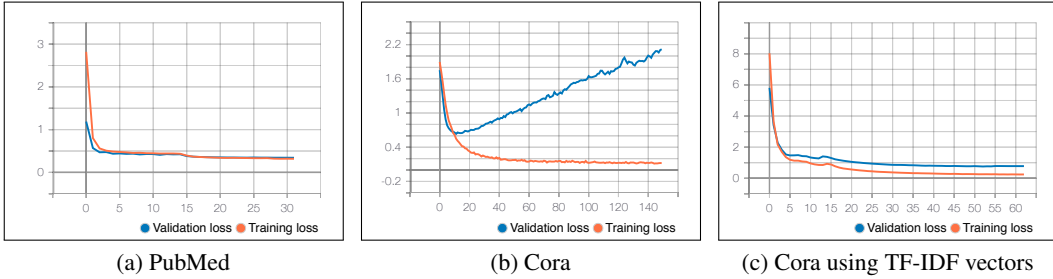 3
2
1
0
0 5 10 15 20 25 30
Validation loss Training loss
(a) PubMed
2.2
1.6
1
0.4
-0.2
0 20 40 60 80 100 120 140
Validation loss Training loss
(b) Cora
8
6
4
2
0
0 5 10 15 20 25 30 35 40 45 50 55 60
Validation loss Training loss
(c) Cora using TF-IDF vectors